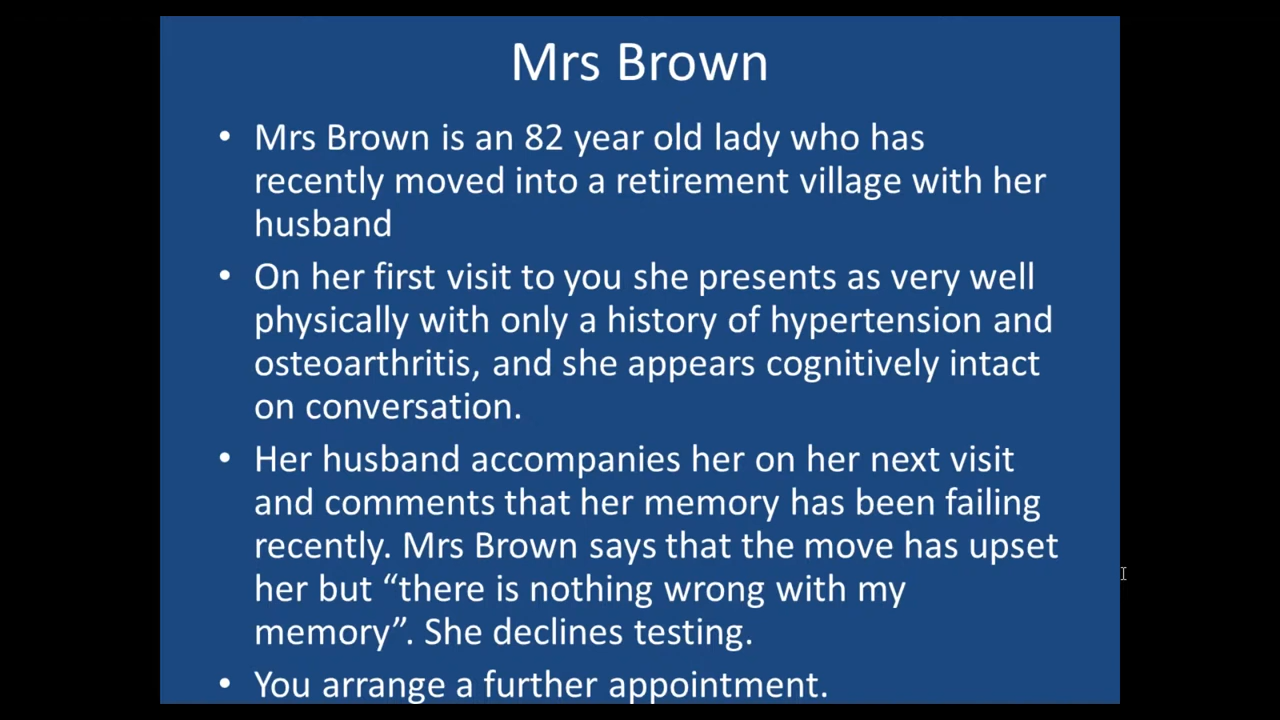 Mrs Brown
• Mrs Brown is an 82 year old lady who has
recently moved into a retirement village with her
husband
• On her first visit to you she presents as very well
physically with only a history of hypertension and
osteoarthritis, and she appears cognitively intact
on conversation.
• Her husband accompanies her on her next visit
and comments that her memory has been failing
recently. Mrs Brown says that the move has upset
her but “there is nothing wrong with my
memory”. She declines testing.
• You arrange a further appointment.